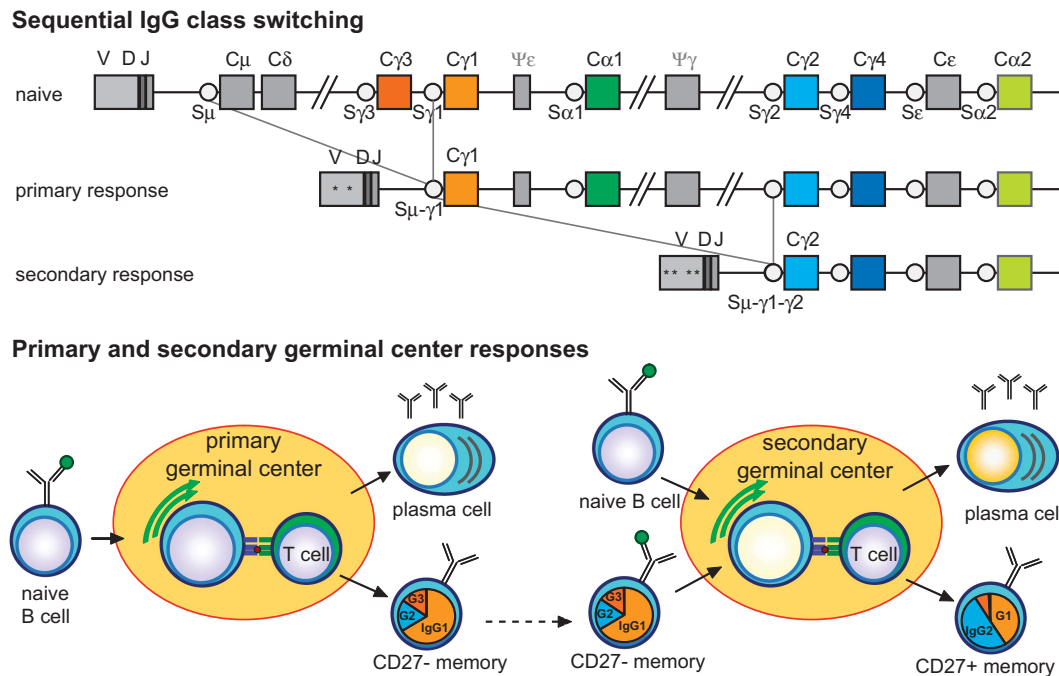 Sequential IgG class switching
V D J Cμ Cδ Cγ3 Cγ1 Ψε Cα1 Ψγ Cγ2 Cγ4 Cε Cα2
naive
Sμ Sγ3 Sγ1 Sα1 Sγ2 Sγ4 Sε Sα2
V D J Cγ1
primary response
* *
Sμ-γ1
V D J Cγ2
secondary response
** **
Sμ-γ1-γ2
Primary and secondary germinal center responses
primary
germinal center
T cell
naive
B cell
plasma cell
G3
G2
IgG1
CD27- memory
naive B cell
G3
G2
IgG1
CD27- memory
secondary
germinal center
T cell
plasma cell
G1
IgG2
CD27+ memory